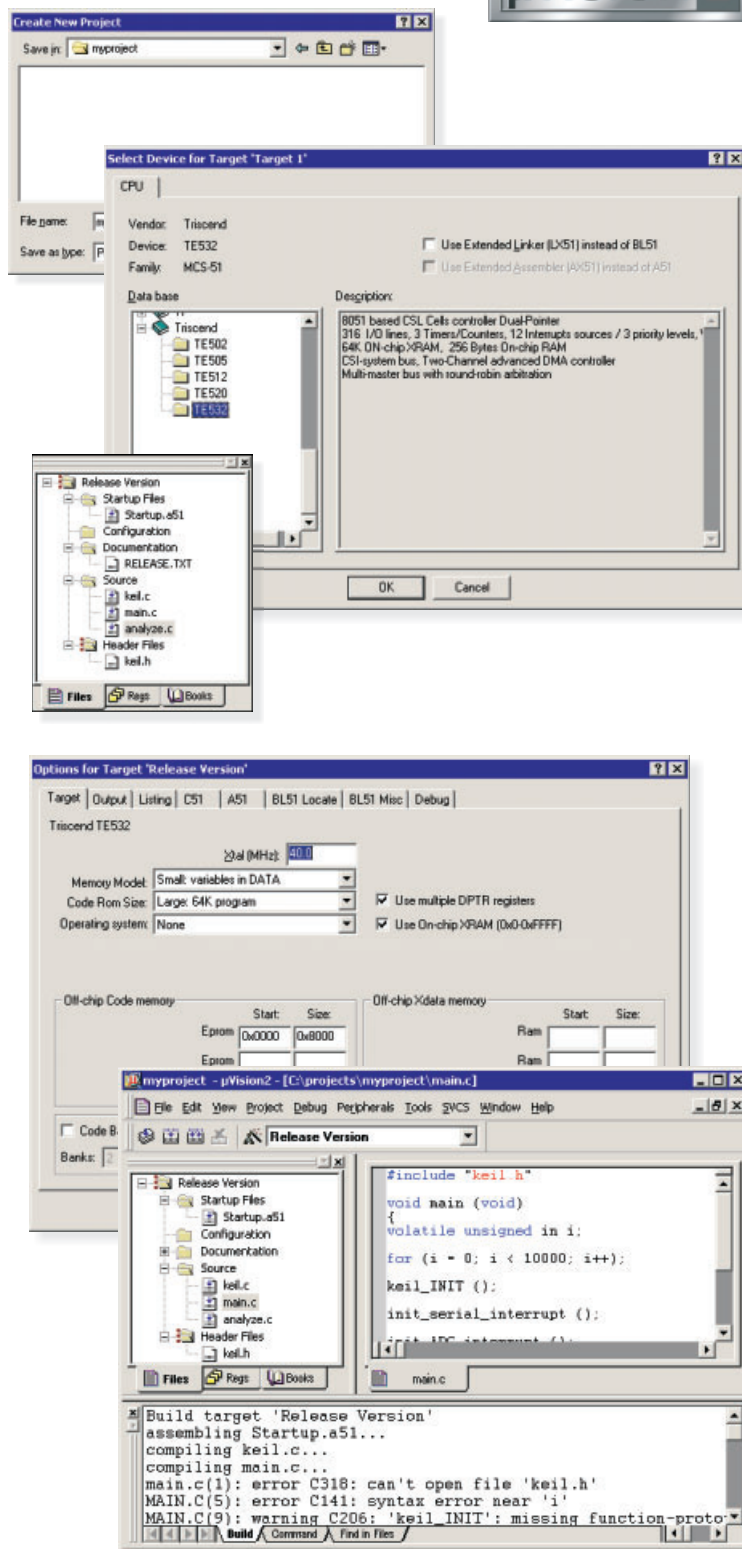 Create New Project
Save in: myproject
File name:
Save as type:
Select Device for Target 'Target 1'
CPU
Vendor: Triscend
Device: TE532
Family: MCS-51
Use Extended Linker (LX51) instead of BL51
Use Extended Assembler (AX51) instead of A51
Data base
Description:
Triscend
TE502
TE505
TE512
TE520
TE532
8051 based CSL Cells controller Dual-Pointer
316 I/O lines, 3 Timers/Counters, 12 Interrupts sources / 3 priority levels,
64K ON-chip XRAM, 256 Bytes On-chip RAM
CSI-system bus, Two-Channel advanced DMA controller
Multi-master bus with round-robin arbitration
OK Cancel
Release Version
Startup Files
Startup.a51
Configuration
Documentation
RELEASE.TXT
Source
keil.c
main.c
analyze.c
Header Files
keil.h
Files Regs Books
Options for Target 'Release Version'
Target Output Listing C51 A51 BL51 Locate BL51 Misc Debug
Triscend TE532
Xtal (MHz): 40.0
Memory Model: Small: variables in DATA
Code Rom Size: Large: 64K program
Operating system: None
Use multiple DPTR registers
Use On-chip XRAM (0x0-0xFFFF)
Off-chip Code memory
Start: Size:
Eprom 0x0000 0x8000
Eprom
Off-chip Xdata memory
Start: Size:
Ram
Ram
Code B
Banks: 2
myproject - µVision2 - [C:\projects\myproject\main.c]
File Edit View Project Debug Peripherals Tools SVCS Window Help
Release Version
Release Version
Startup Files
Startup.a51
Configuration
Documentation
Source
keil.c
main.c
analyze.c
Header Files
keil.h
Files Regs Books
#include "keil.h"
void main (void)
{
volatile unsigned in i;
for (i = 0; i < 10000; i++);
keil_INIT ();
init_serial_interrupt ();
init_ADC_interrupt ();
main.c
Build target 'Release Version'
assembling Startup.a51...
compiling keil.c...
compiling main.c...
main.c(1): error C318: can't open file 'keil.h'
MAIN.C(5): error C141: syntax error near 'i'
MAIN.C(9): warning C206: 'keil_INIT': missing function-proto
Build Command Find in Files